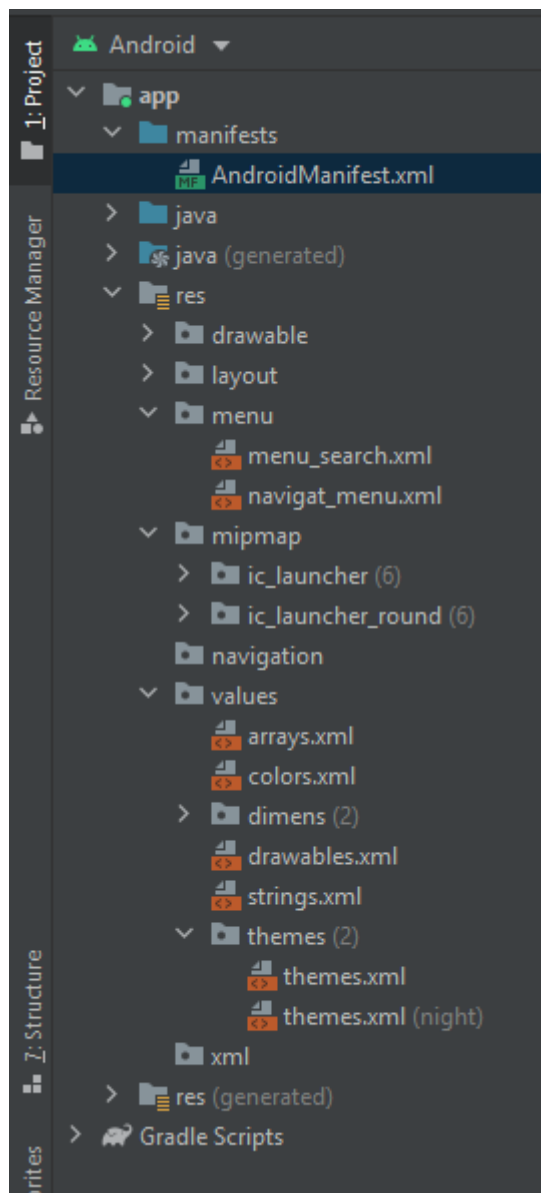 Android
app
manifests
MF AndroidManifest.xml
java
java (generated)
res
drawable
layout
menu
menu_search.xml
navigat_menu.xml
mipmap
ic_launcher (6)
ic_launcher_round (6)
navigation
values
arrays.xml
colors.xml
dimens (2)
drawables.xml
strings.xml
themes (2)
themes.xml
themes.xml (night)
xml
res (generated)
Gradle Scripts
1: Project
Resource Manager
7: Structure
rites